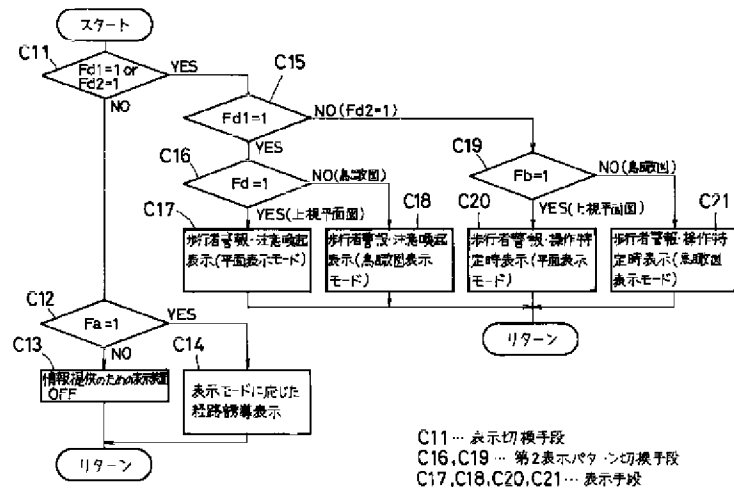 スタート
C11
Fd1=1 or
Fd2=1
YES
NO
C15
Fd1=1
NO(Fd2=1)
YES
C16
Fd=1
NO(鳥瞰図)
YES(上視平面図)
C19
Fb=1
NO(鳥瞰図)
YES(上視平面図)
C17
歩行者警報・注意喚起
表示(平面表示モード)
C18
歩行者警報・注意喚起
表示(鳥瞰図表示
モード)
C20
歩行者警報・操作特
定時表示(平面表示
モード)
C21
歩行者警報・操作特
定時表示(鳥瞰図
表示モード)
リターン
C12
Fa=1
YES
NO
C13
情報提供のための表示装置
OFF
C14
表示モードに応じた
経路誘導表示
リターン
C11… 表示切換手段
C16,C19… 第2表示パターン切換手段
C17,C18,C20,C21… 表示手段